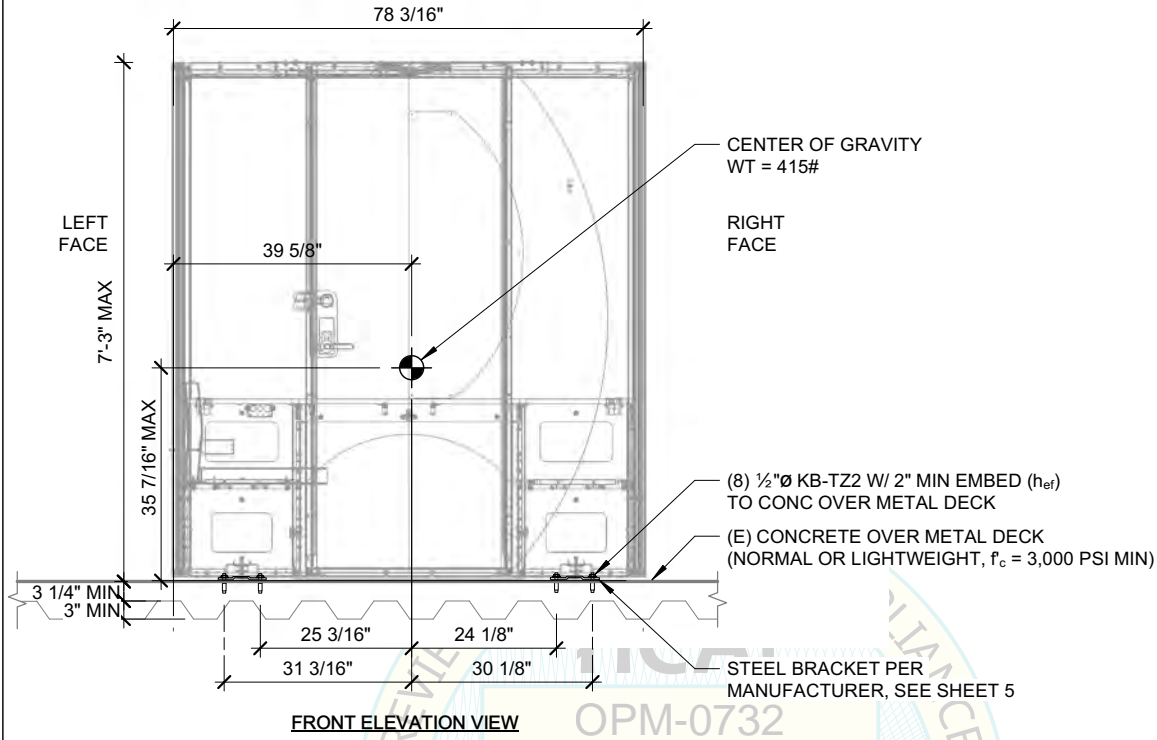 78 3/16"
CENTER OF GRAVITY
WT = 415#
LEFT
FACE
RIGHT
FACE
39 5/8"
7'-3" MAX
35 7/16" MAX
(8) ½"Ø KB-TZ2 W/ 2" MIN EMBED (hef)
TO CONC OVER METAL DECK
(E) CONCRETE OVER METAL DECK
(NORMAL OR LIGHTWEIGHT, f'c = 3,000 PSI MIN)
3 1/4" MIN
3" MIN
25 3/16"
24 1/8"
31 3/16"
30 1/8"
STEEL BRACKET PER
MANUFACTURER, SEE SHEET 5
FRONT ELEVATION VIEW
OPM-0732